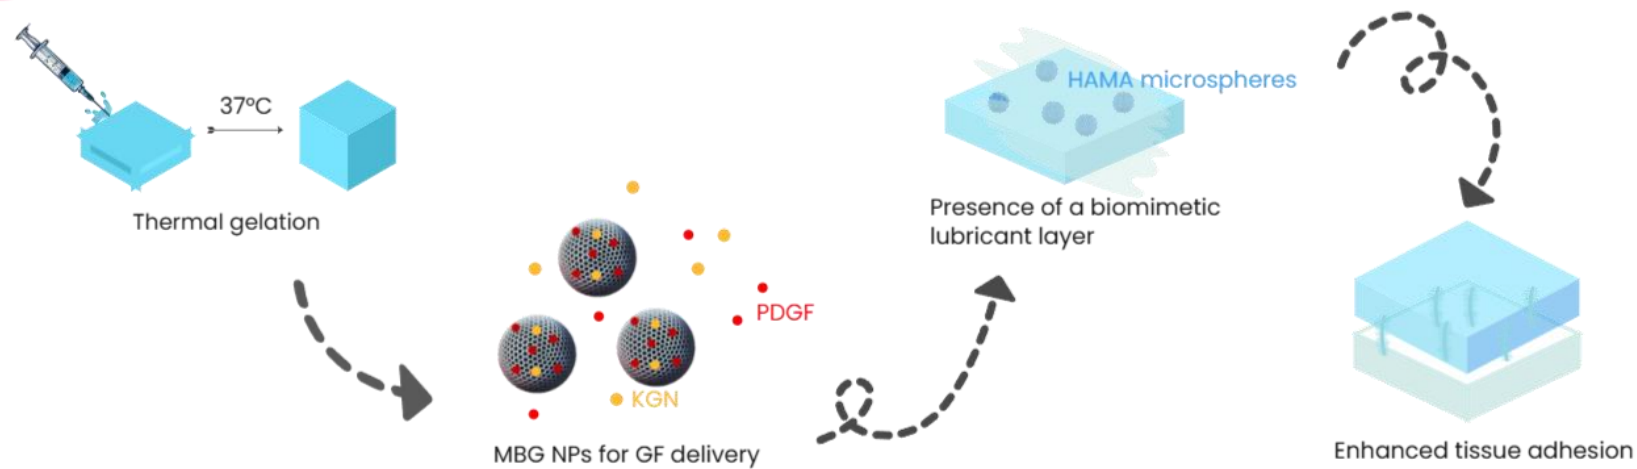 37°C
Thermal gelation
PDGF
KGN
MBG NPs for GF delivery
HAMA microspheres
Presence of a biomimetic
lubricant layer
Enhanced tissue adhesion